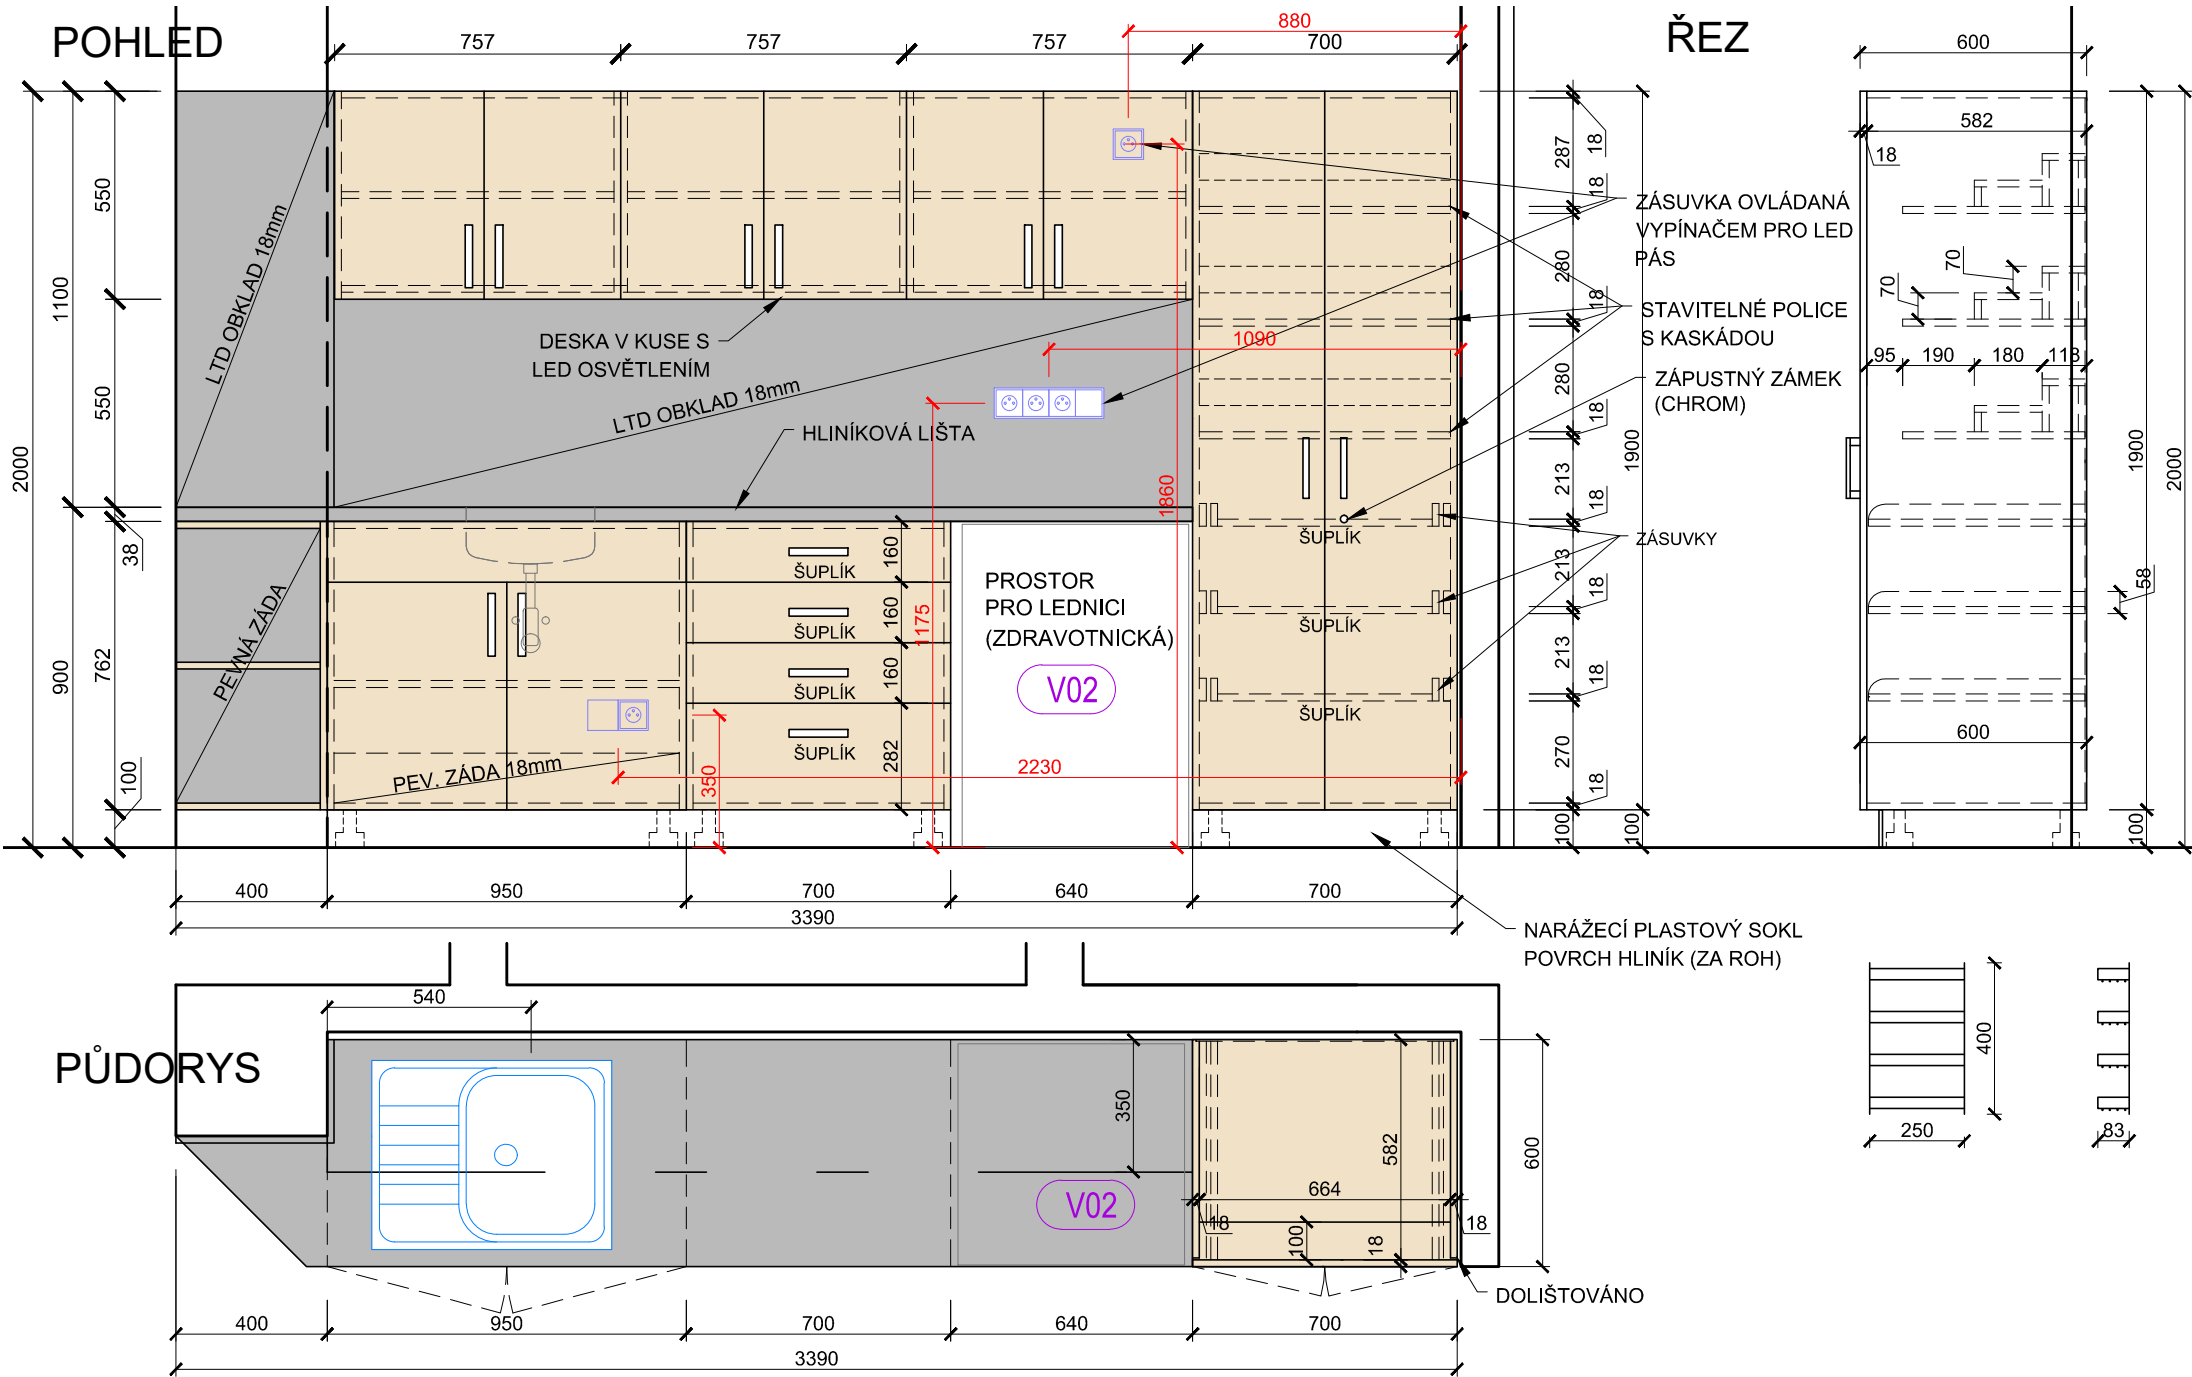 POHLED
ŘEZ
757
757
757
880
700
600
582
18
550
1100
550
2000
38
900
762
100
LTD OBKLAD 18mm
DESKA V KUSE S
LED OSVĚTLENÍM
LTD OBKLAD 18mm
HLINÍKOVÁ LIŠTA
PEVNÁ ZÁDA
PEV. ZÁDA 18mm
1090
1860
1175
350
2230
160
160
160
282
ŠUPLÍK
ŠUPLÍK
ŠUPLÍK
ŠUPLÍK
PROSTOR
PRO LEDNICI
(ZDRAVOTNICKÁ)
V02
ŠUPLÍK
ŠUPLÍK
ŠUPLÍK
287
18
18
280
18
280
18
213
18
213
18
213
18
270
18
100
1900
100
ZÁSUVKA OVLÁDANÁ
VYPÍNAČEM PRO LED
PÁS
STAVITELNÉ POLICE
S KASKÁDOU
ZÁPUSTNÝ ZÁMEK
(CHROM)
ZÁSUVKY
70
70
95
190
180
118
58
600
1900
2000
100
400
950
700
640
700
3390
NARÁŽECÍ PLASTOVÝ SOKL
POVRCH HLINÍK (ZA ROH)
PŮDORYS
540
350
V02
664
18
18
100
18
582
600
DOLIŠTOVÁNO
400
250
83
400
950
700
640
700
3390